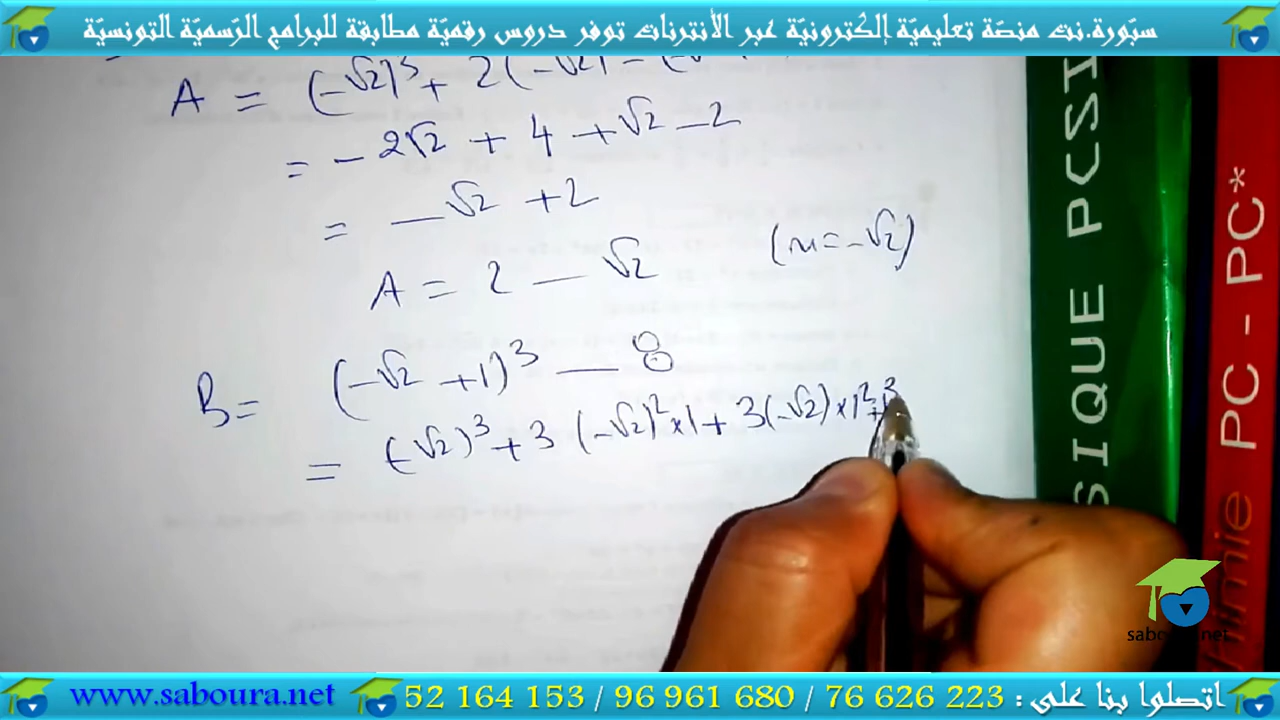 سبّورة.نت منصّة تعليميّة إلكترونيّة عبر الأنترنات توفر دروس رقميّة مطابقة للبرامج الرّسميّة التونسيّة
A = (-√2)³ + 2(-√2) - (-√
= - 2√2 + 4 + √2 - 2
= - √2 + 2
A = 2 - √2 (x = -√2)
B = (-√2 + 1)³ - 8
= (-√2)³ + 3 (-√2)² × 1 + 3(-√2) × 1² + 1³
SIQUE PCSI
himie PC - PC*
saboura.net
www.saboura.net 52 164 153 / 96 961 680 / 76 626 223 اتصلوا بنا على :